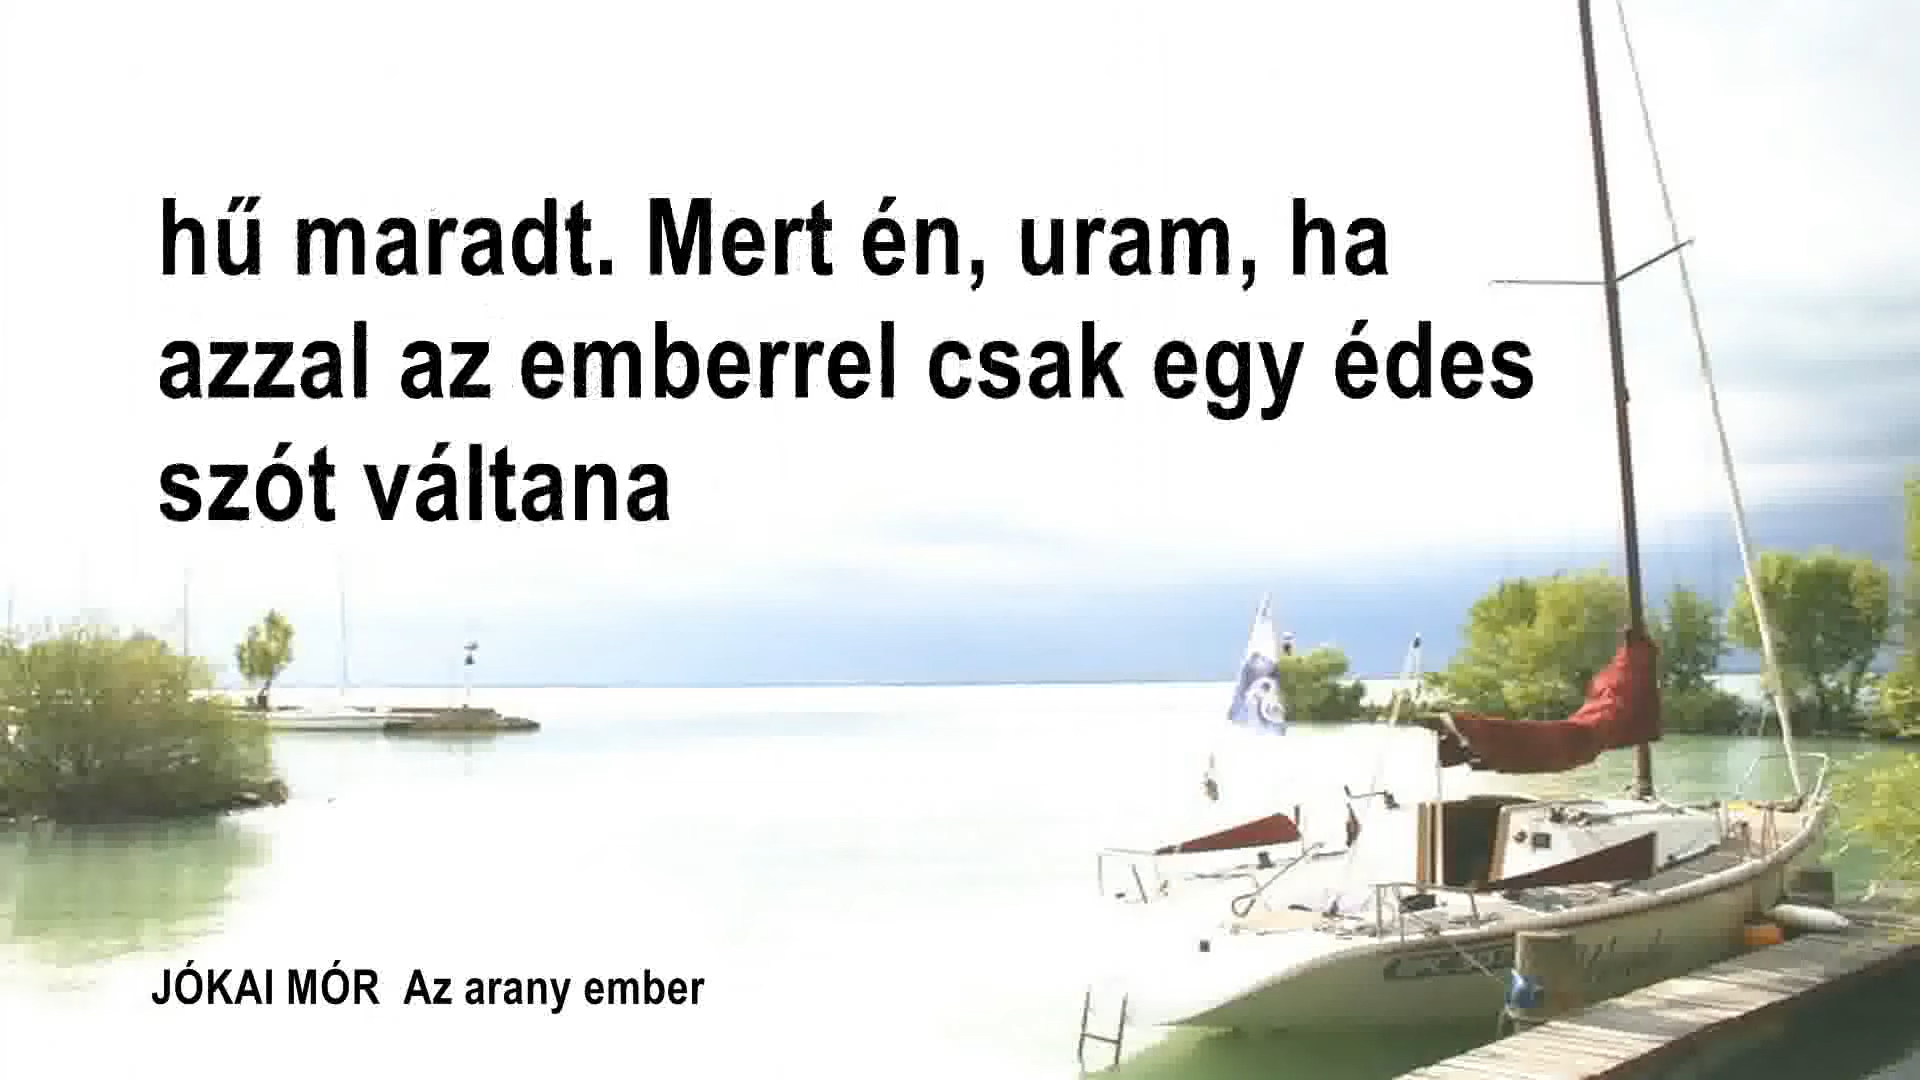 hű maradt. Mert én, uram, ha
azzal az emberrel csak egy édes
szót váltana
JÓKAI MÓR Az arany ember